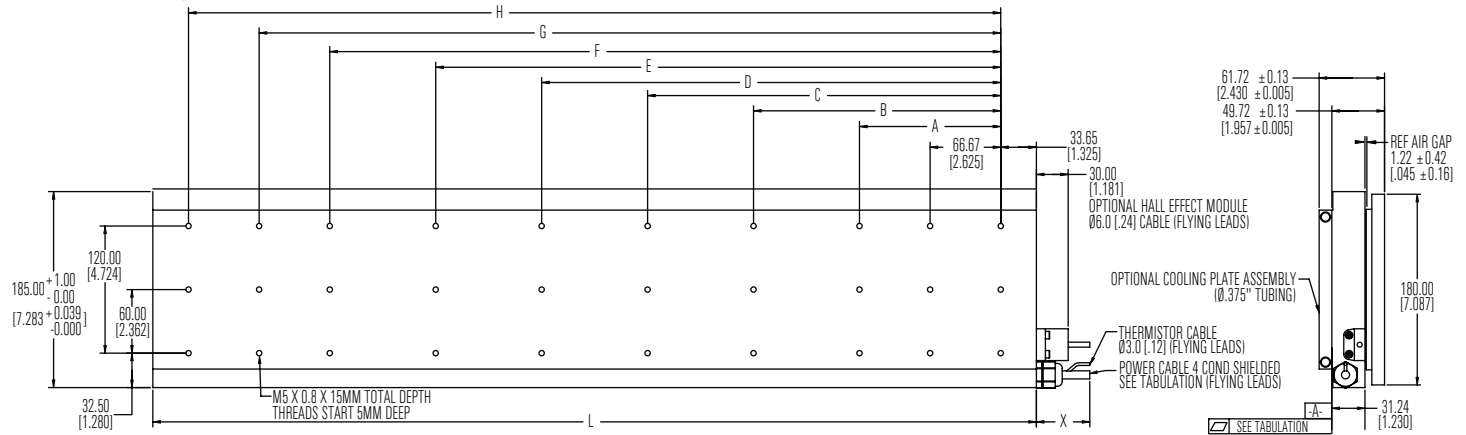 H
G
F
E
D
C
B
A
66.67
[2.625]
33.65
[1.325]
30.00
[1.181]
OPTIONAL HALL EFFECT MODULE
Ø6.0 [.24] CABLE (FLYING LEADS)
185.00 + 1.00
- 0.00
[7.283 + 0.039
-0.000 ]
120.00
[4.724]
60.00
[2.362]
32.50
[1.280]
M5 X 0.8 X 15MM TOTAL DEPTH
THREADS START 5MM DEEP
L
X
THERMISTOR CABLE
Ø3.0 [.12] (FLYING LEADS)
POWER CABLE 4 COND SHIELDED
SEE TABULATION (FLYING LEADS)
61.72 ±0.13
[2.430 ±0.005]
49.72 ±0.13
[1.957 ±0.005]
REF AIR GAP
1.22 ±0.42
[.045 ±0.16]
OPTIONAL COOLING PLATE ASSEMBLY
(Ø.375" TUBING)
180.00
[7.087]
-A-
SEE TABULATION
31.24
[1.230]